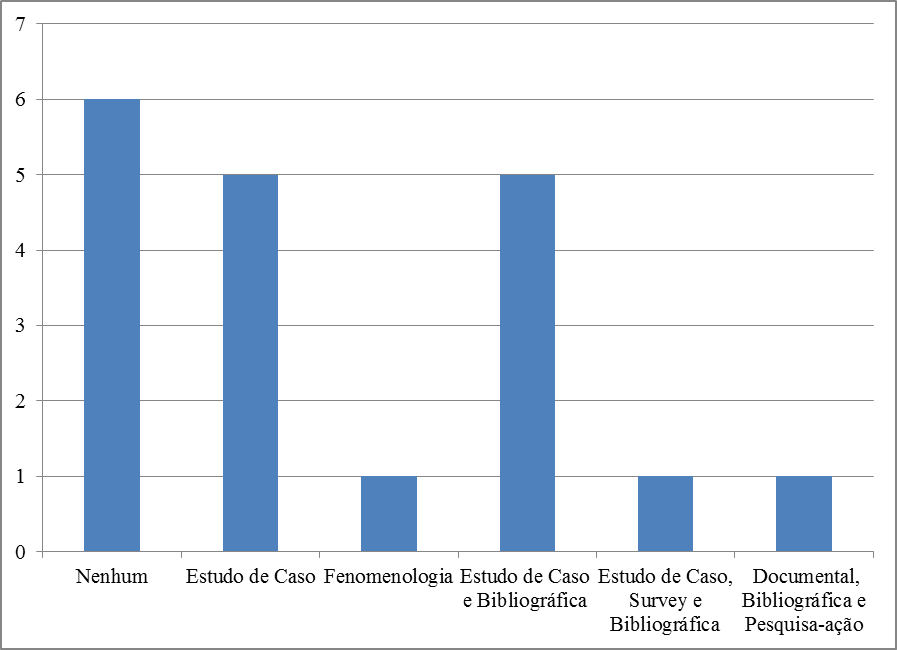 7
6
5
4
3
2
1
0
Nenhum
Estudo de Caso
Fenomenologia
Estudo de Caso
e Bibliográfica
Estudo de Caso,
Survey e
Bibliográfica
Documental,
Bibliográfica e
Pesquisa-ação